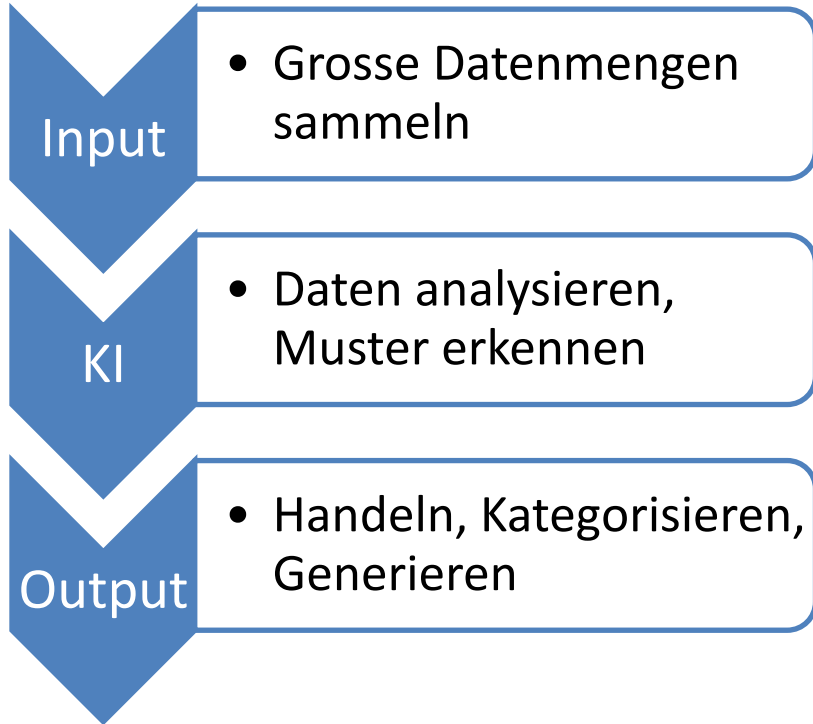 Input
• Grosse Datenmengen
sammeln
KI
• Daten analysieren,
Muster erkennen
Output
• Handeln, Kategorisieren,
Generieren